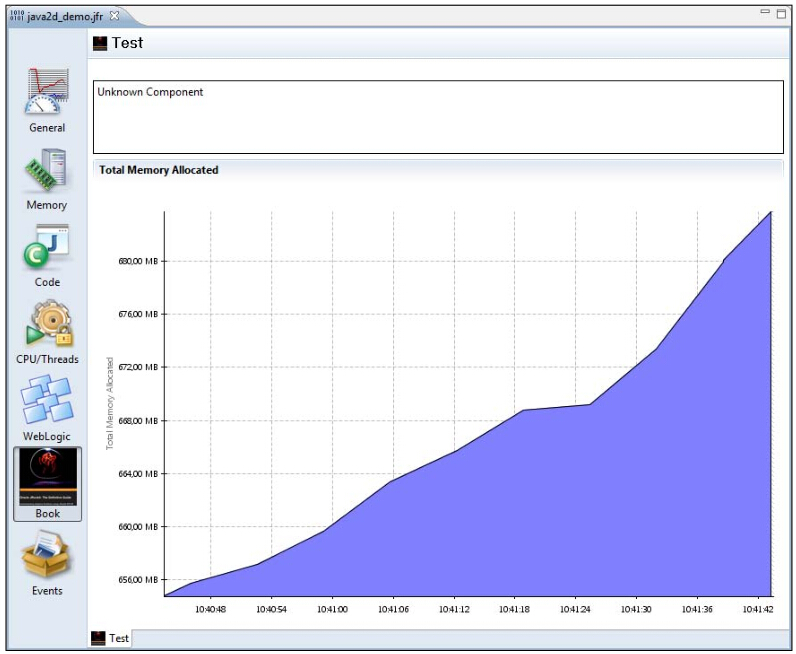 java2d_demo.jfr
Test
General
Memory
Code
CPU/Threads
WebLogic
Book
Events
Unknown Component
Total Memory Allocated
Total Memory Allocated
680,00 MB
676,00 MB
672,00 MB
668,00 MB
664,00 MB
660,00 MB
656,00 MB
10:40:48 10:40:54 10:41:00 10:41:06 10:41:12 10:41:18 10:41:24 10:41:30 10:41:36 10:41:42
Test